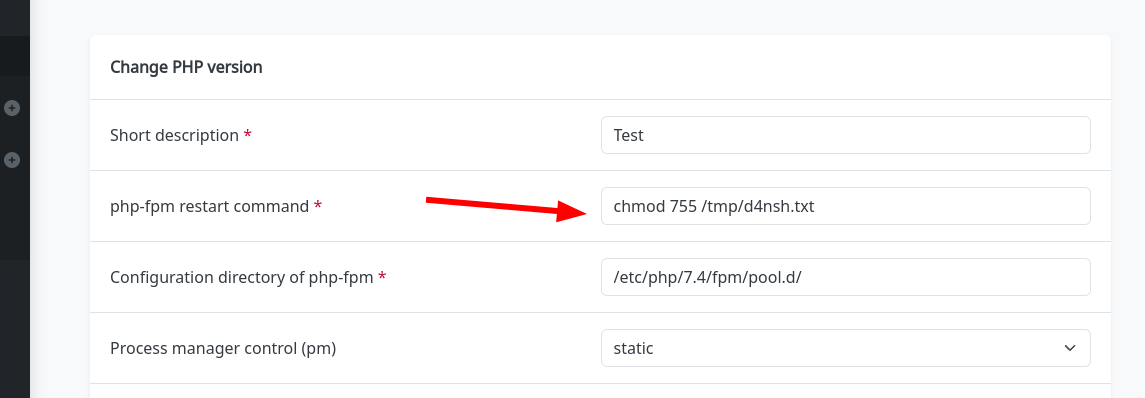 Change PHP version
Short description *
Test
php-fpm restart command *
chmod 755 /tmp/d4nsh.txt
Configuration directory of php-fpm *
/etc/php/7.4/fpm/pool.d/
Process manager control (pm)
static